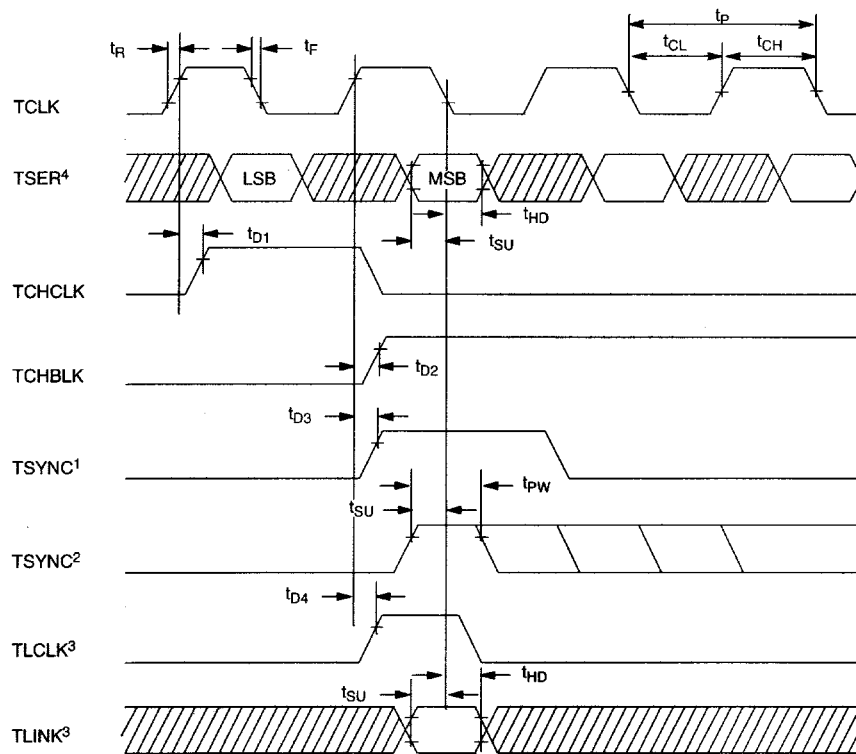 tP
tR tF tCL tCH
TCLK
TSER⁴ LSB MSB
tHD
tD1 tSU
TCHCLK
TCHBLK tD2
tD3
TSYNC¹
tPW
tSU
TSYNC²
tD4
TLCLK³
tSU tHD
TLINK³